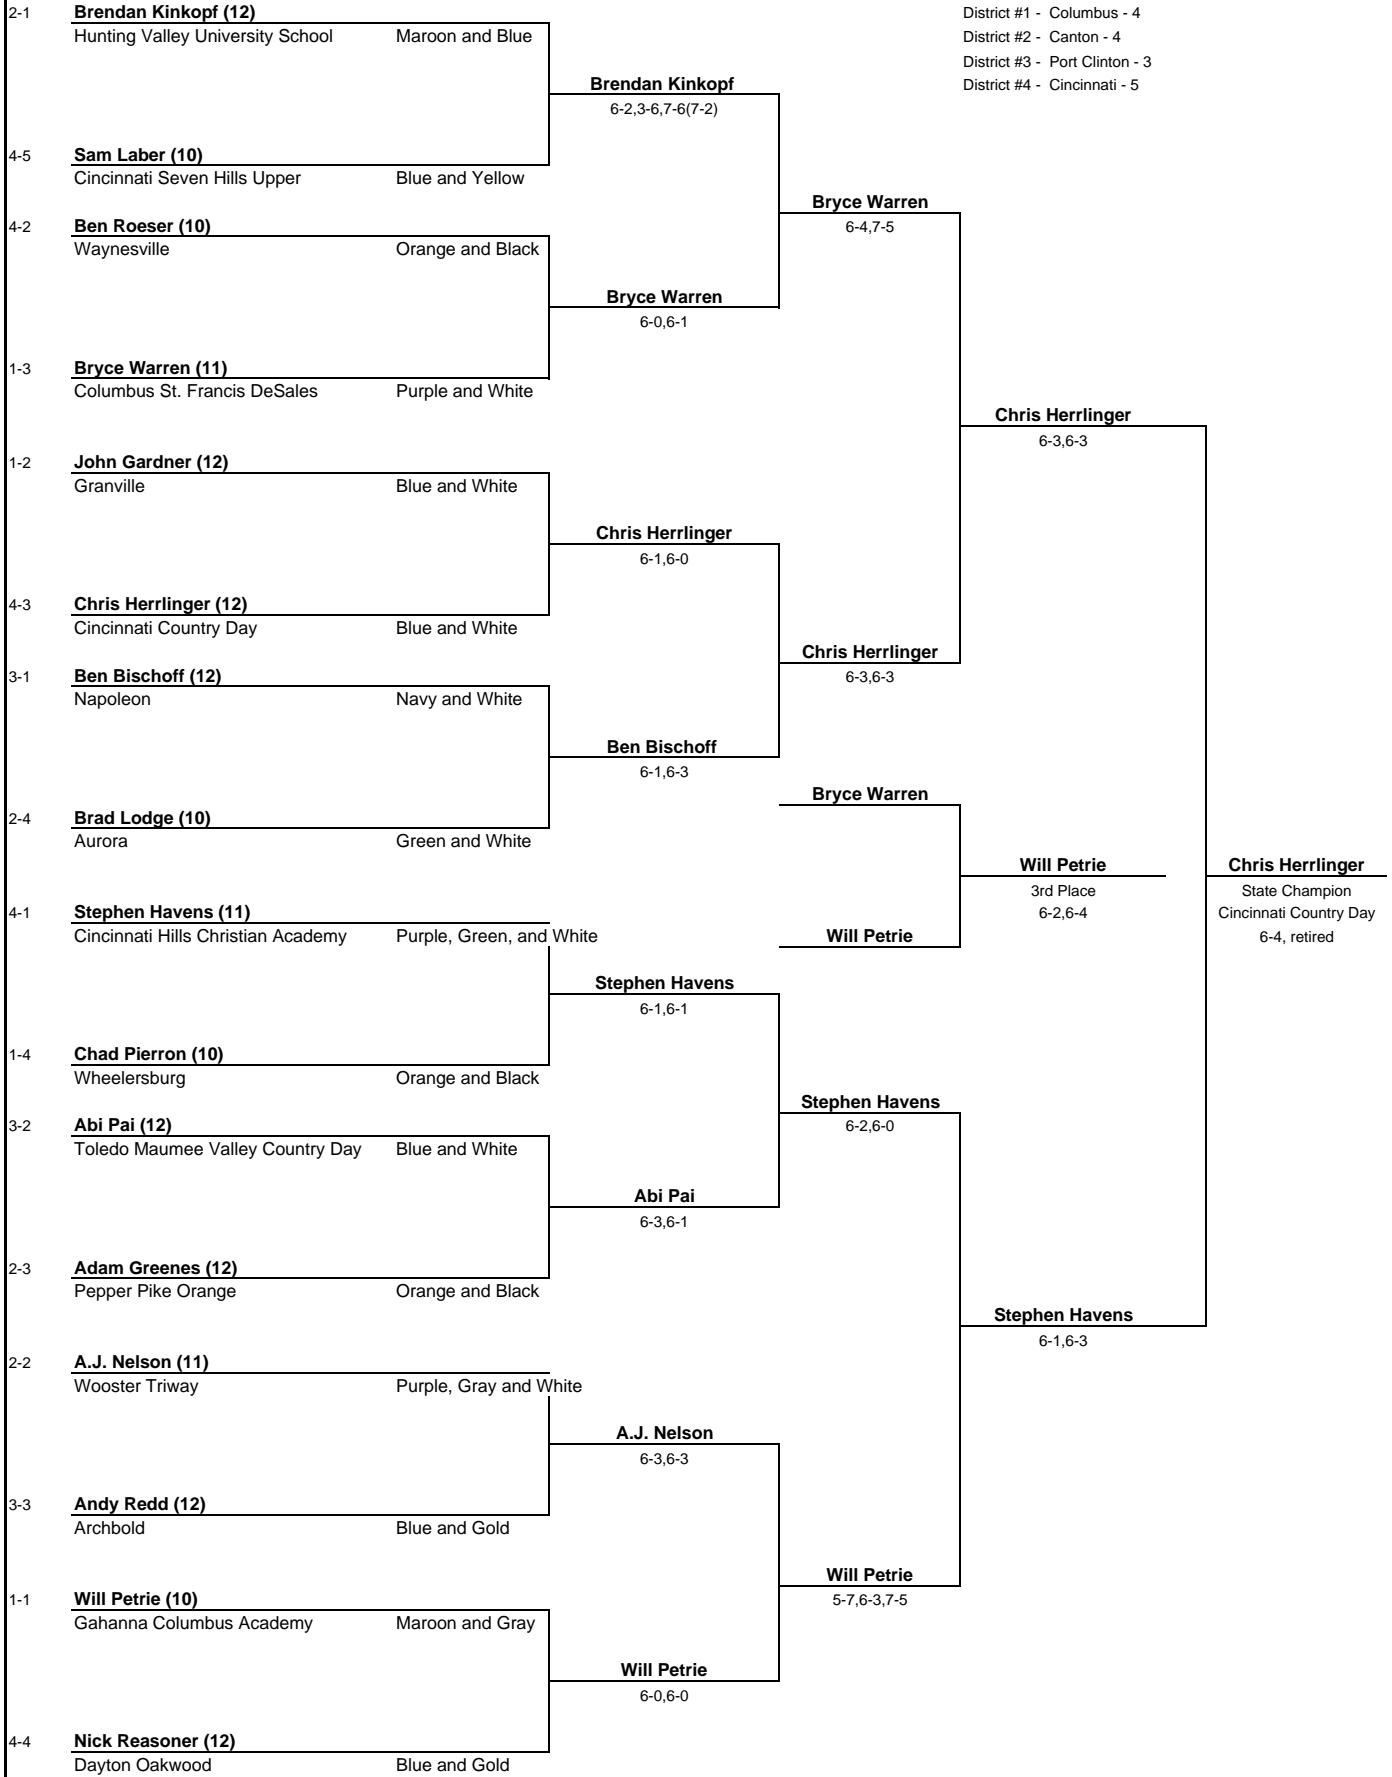 2-1 Brendan Kinkopf (12) District #1 - Columbus - 4
Hunting Valley University School Maroon and Blue District #2 - Canton - 4
District #3 - Port Clinton - 3
Brendan Kinkopf District #4 - Cincinnati - 5
6-2,3-6,7-6(7-2)
4-5 Sam Laber (10)
Cincinnati Seven Hills Upper Blue and Yellow
Bryce Warren
4-2 Ben Roeser (10) 6-4,7-5
Waynesville Orange and Black
Bryce Warren
6-0,6-1
1-3 Bryce Warren (11)
Columbus St. Francis DeSales Purple and White
Chris Herrlinger
6-3,6-3
1-2 John Gardner (12)
Granville Blue and White
Chris Herrlinger
6-1,6-0
4-3 Chris Herrlinger (12)
Cincinnati Country Day Blue and White
Chris Herrlinger
3-1 Ben Bischoff (12) 6-3,6-3
Napoleon Navy and White
Ben Bischoff
6-1,6-3
Bryce Warren
2-4 Brad Lodge (10)
Aurora Green and White
Will Petrie Chris Herrlinger
3rd Place State Champion
4-1 Stephen Havens (11) 6-2,6-4 Cincinnati Country Day
Cincinnati Hills Christian Academy Purple, Green, and White Will Petrie 6-4, retired
Stephen Havens
6-1,6-1
1-4 Chad Pierron (10)
Wheelersburg Orange and Black
Stephen Havens
3-2 Abi Pai (12) 6-2,6-0
Toledo Maumee Valley Country Day Blue and White
Abi Pai
6-3,6-1
2-3 Adam Greenes (12)
Pepper Pike Orange Orange and Black
Stephen Havens
6-1,6-3
2-2 A.J. Nelson (11)
Wooster Triway Purple, Gray and White
A.J. Nelson
6-3,6-3
3-3 Andy Redd (12)
Archbold Blue and Gold
Will Petrie
1-1 Will Petrie (10) 5-7,6-3,7-5
Gahanna Columbus Academy Maroon and Gray
Will Petrie
6-0,6-0
4-4 Nick Reasoner (12)
Dayton Oakwood Blue and Gold